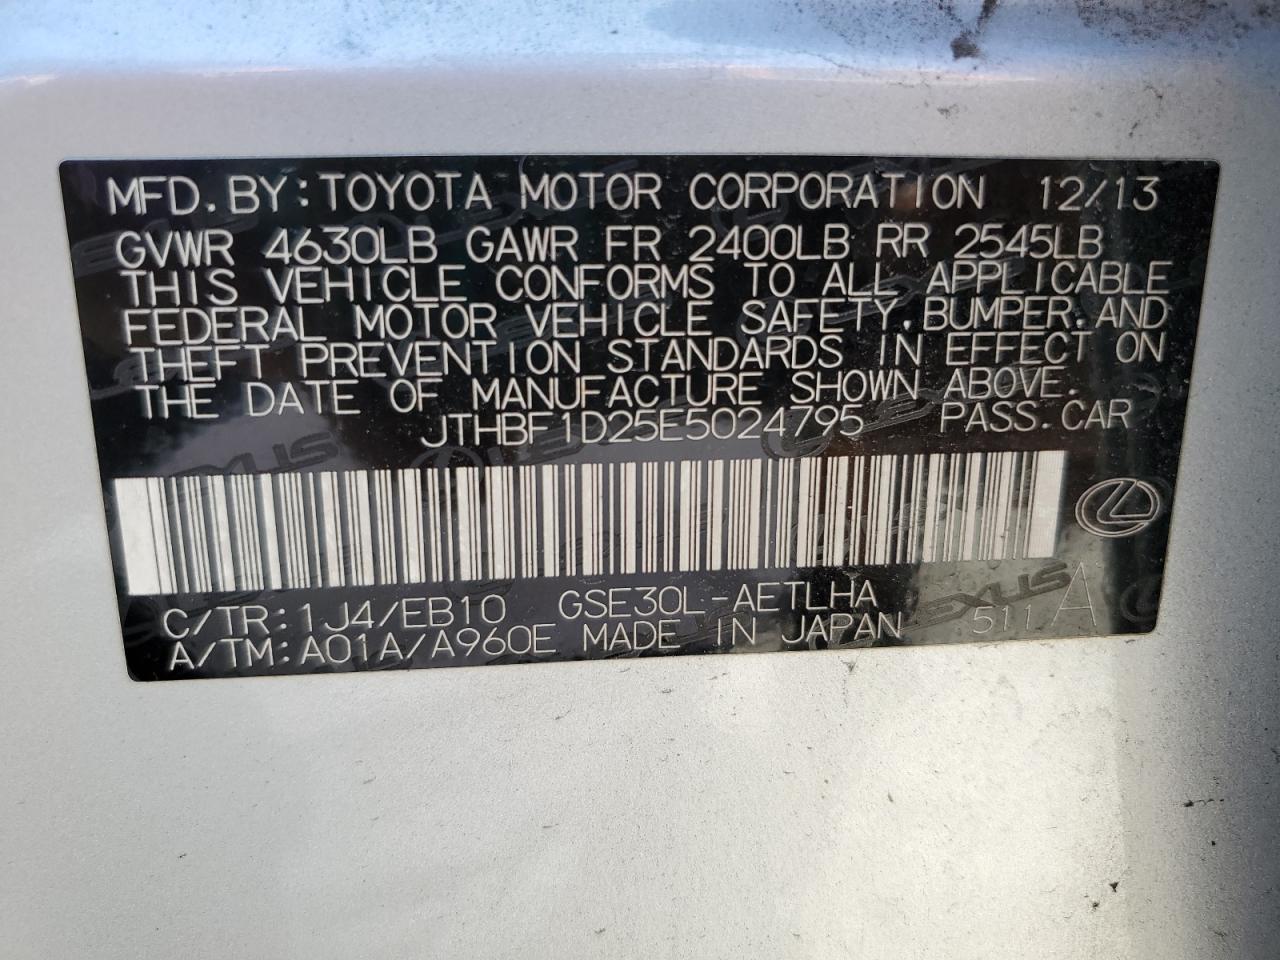 MFD.BY:TOYOTA MOTOR CORPORATION 12/13
GVWR 4630LB GAWR FR 2400LB RR 2545LB
THIS VEHICLE CONFORMS TO ALL APPLICABLE
FEDERAL MOTOR VEHICLE SAFETY,BUMPER,AND
THEFT PREVENTION STANDARDS IN EFFECT ON
THE DATE OF MANUFACTURE SHOWN ABOVE.
JTHBF1D25E5024795 PASS.CAR
C/TR:1J4/EB10 GSE30L-AETLHA
A/TM:A01A/A960E MADE IN JAPAN 511 A